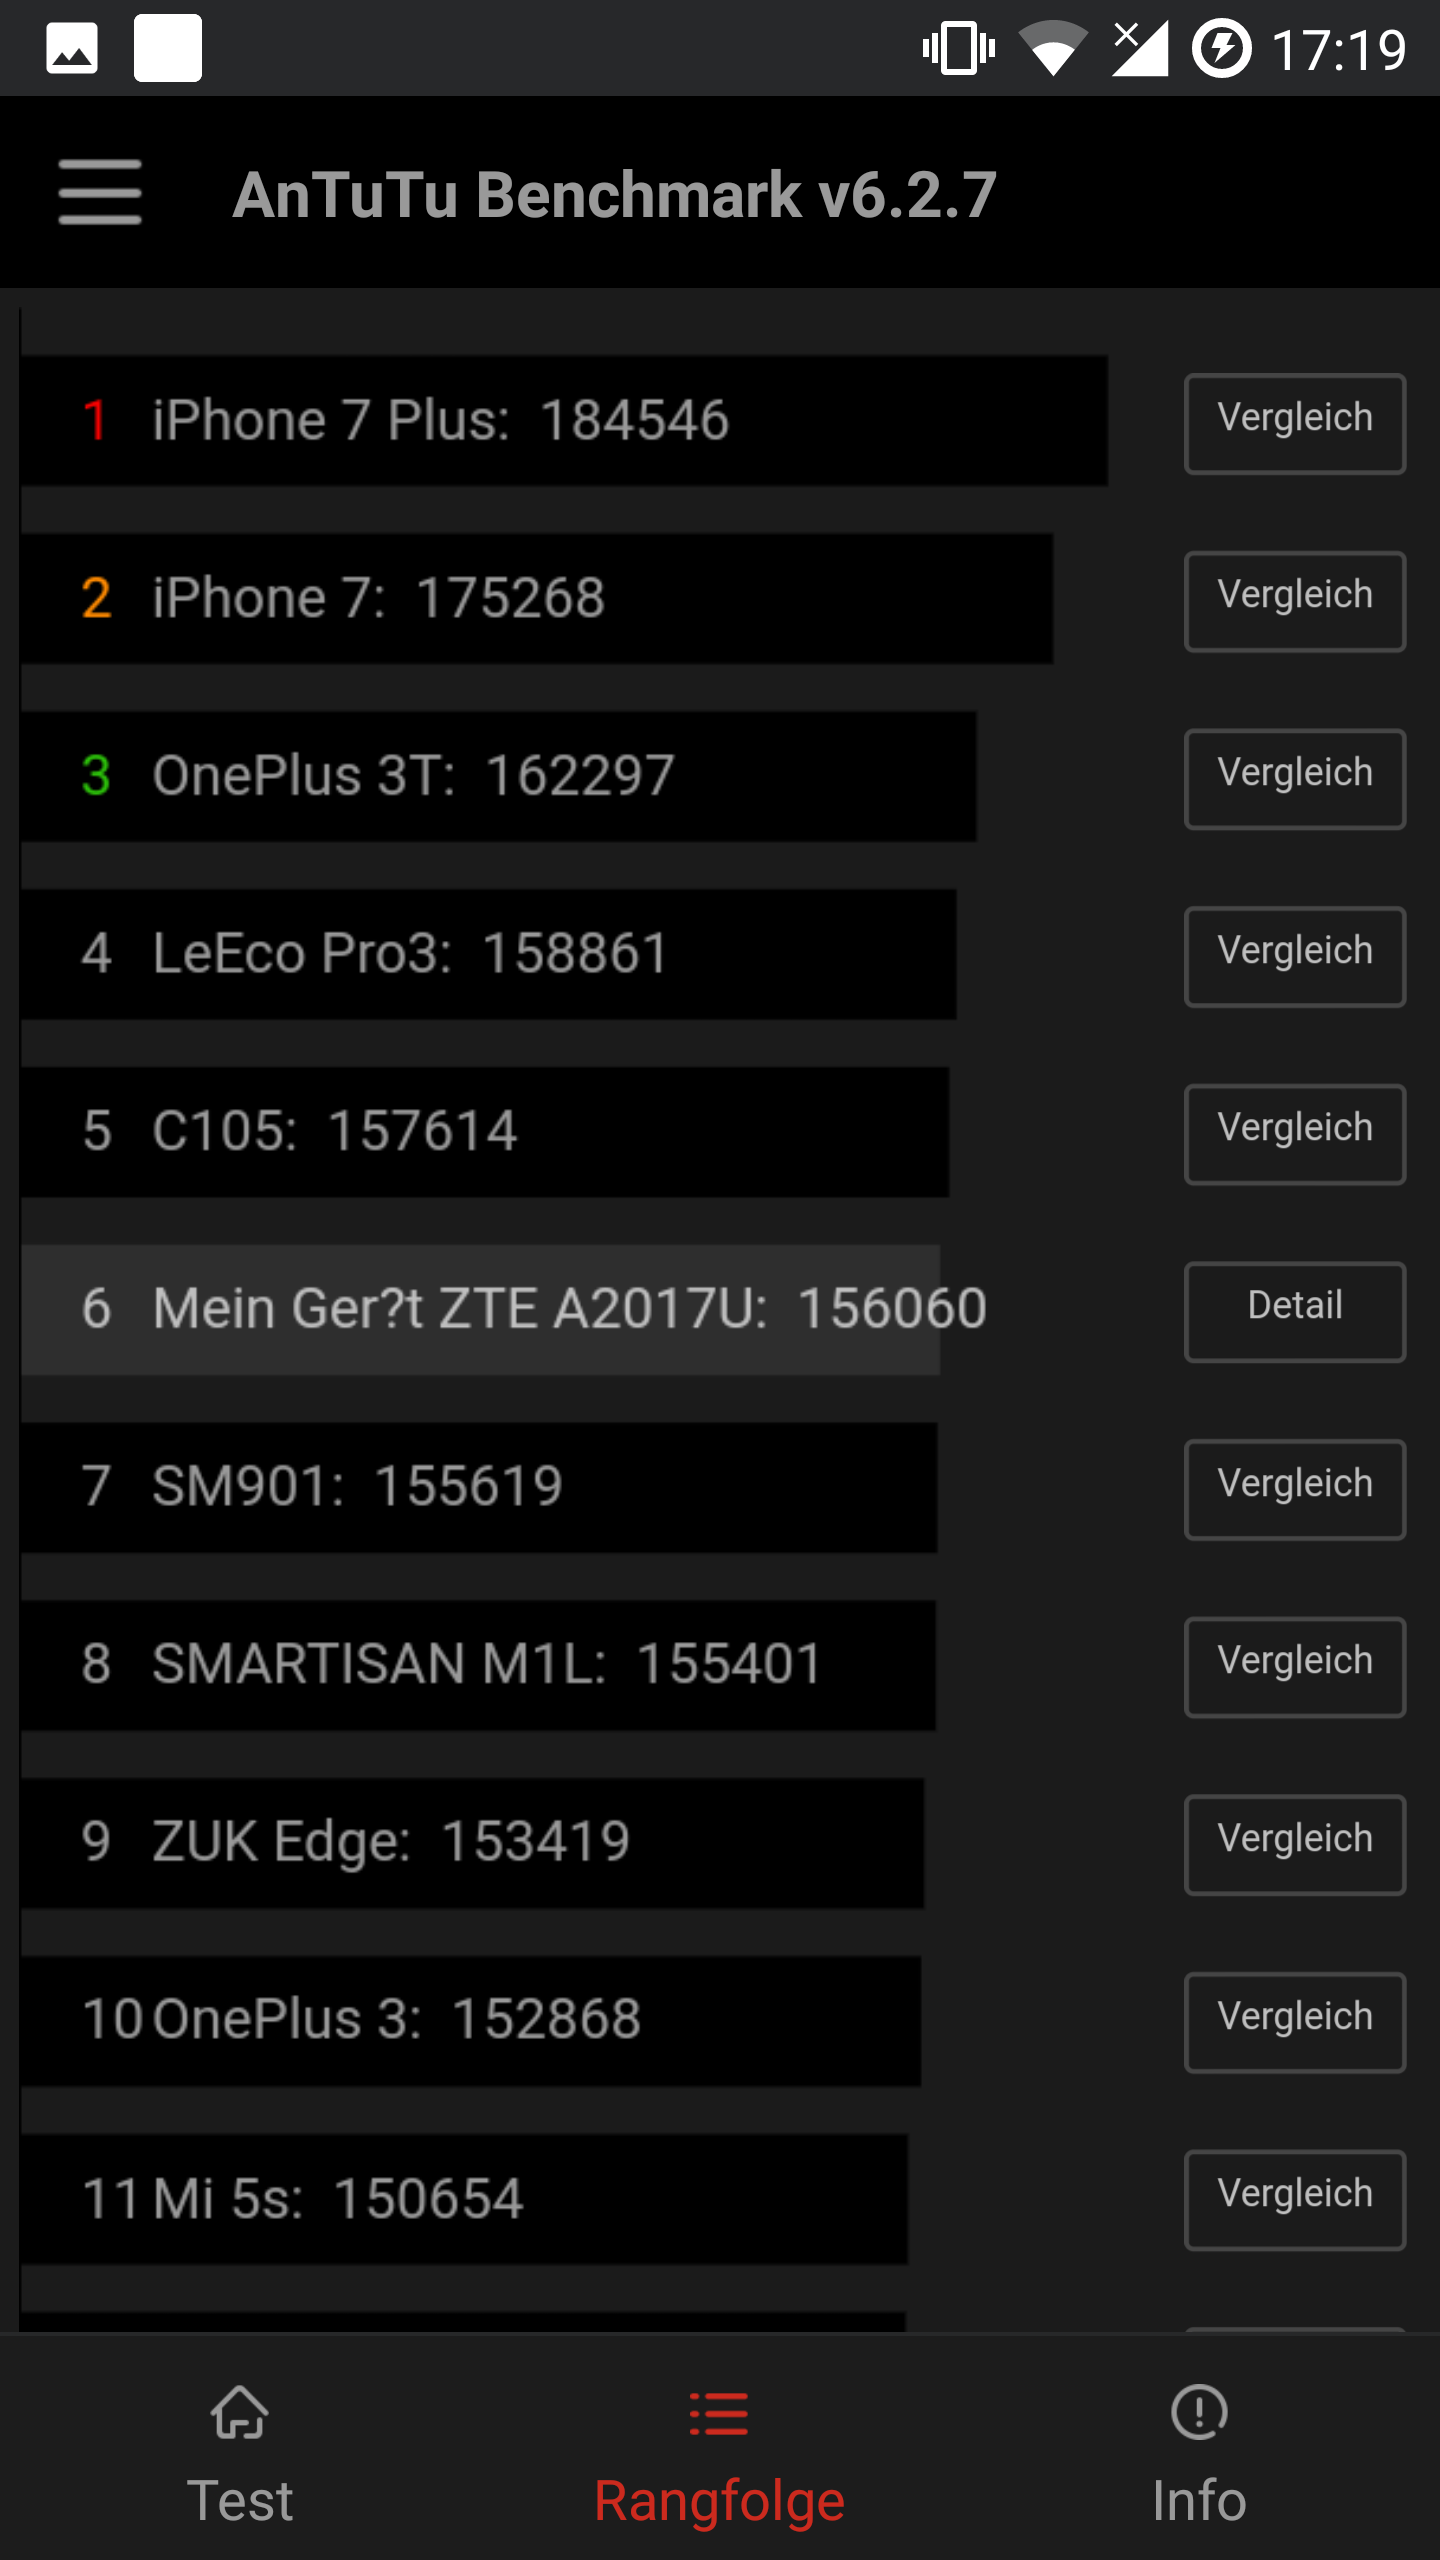 17:19
AnTuTu Benchmark v6.2.7
1 iPhone 7 Plus: 184546 Vergleich
2 iPhone 7: 175268 Vergleich
3 OnePlus 3T: 162297 Vergleich
4 LeEco Pro3: 158861 Vergleich
5 C105: 157614 Vergleich
6 Mein Ger?t ZTE A2017U: 156060 Detail
7 SM901: 155619 Vergleich
8 SMARTISAN M1L: 155401 Vergleich
9 ZUK Edge: 153419 Vergleich
10 OnePlus 3: 152868 Vergleich
11 Mi 5s: 150654 Vergleich
Test Rangfolge Info